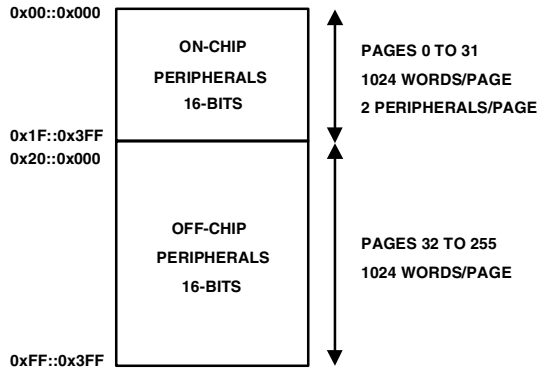 0x00::0x000
ON-CHIP
PERIPHERALS
16-BITS
PAGES 0 TO 31
1024 WORDS/PAGE
2 PERIPHERALS/PAGE
0x1F::0x3FF
0x20::0x000
OFF-CHIP
PERIPHERALS
16-BITS
PAGES 32 TO 255
1024 WORDS/PAGE
0xFF::0x3FF